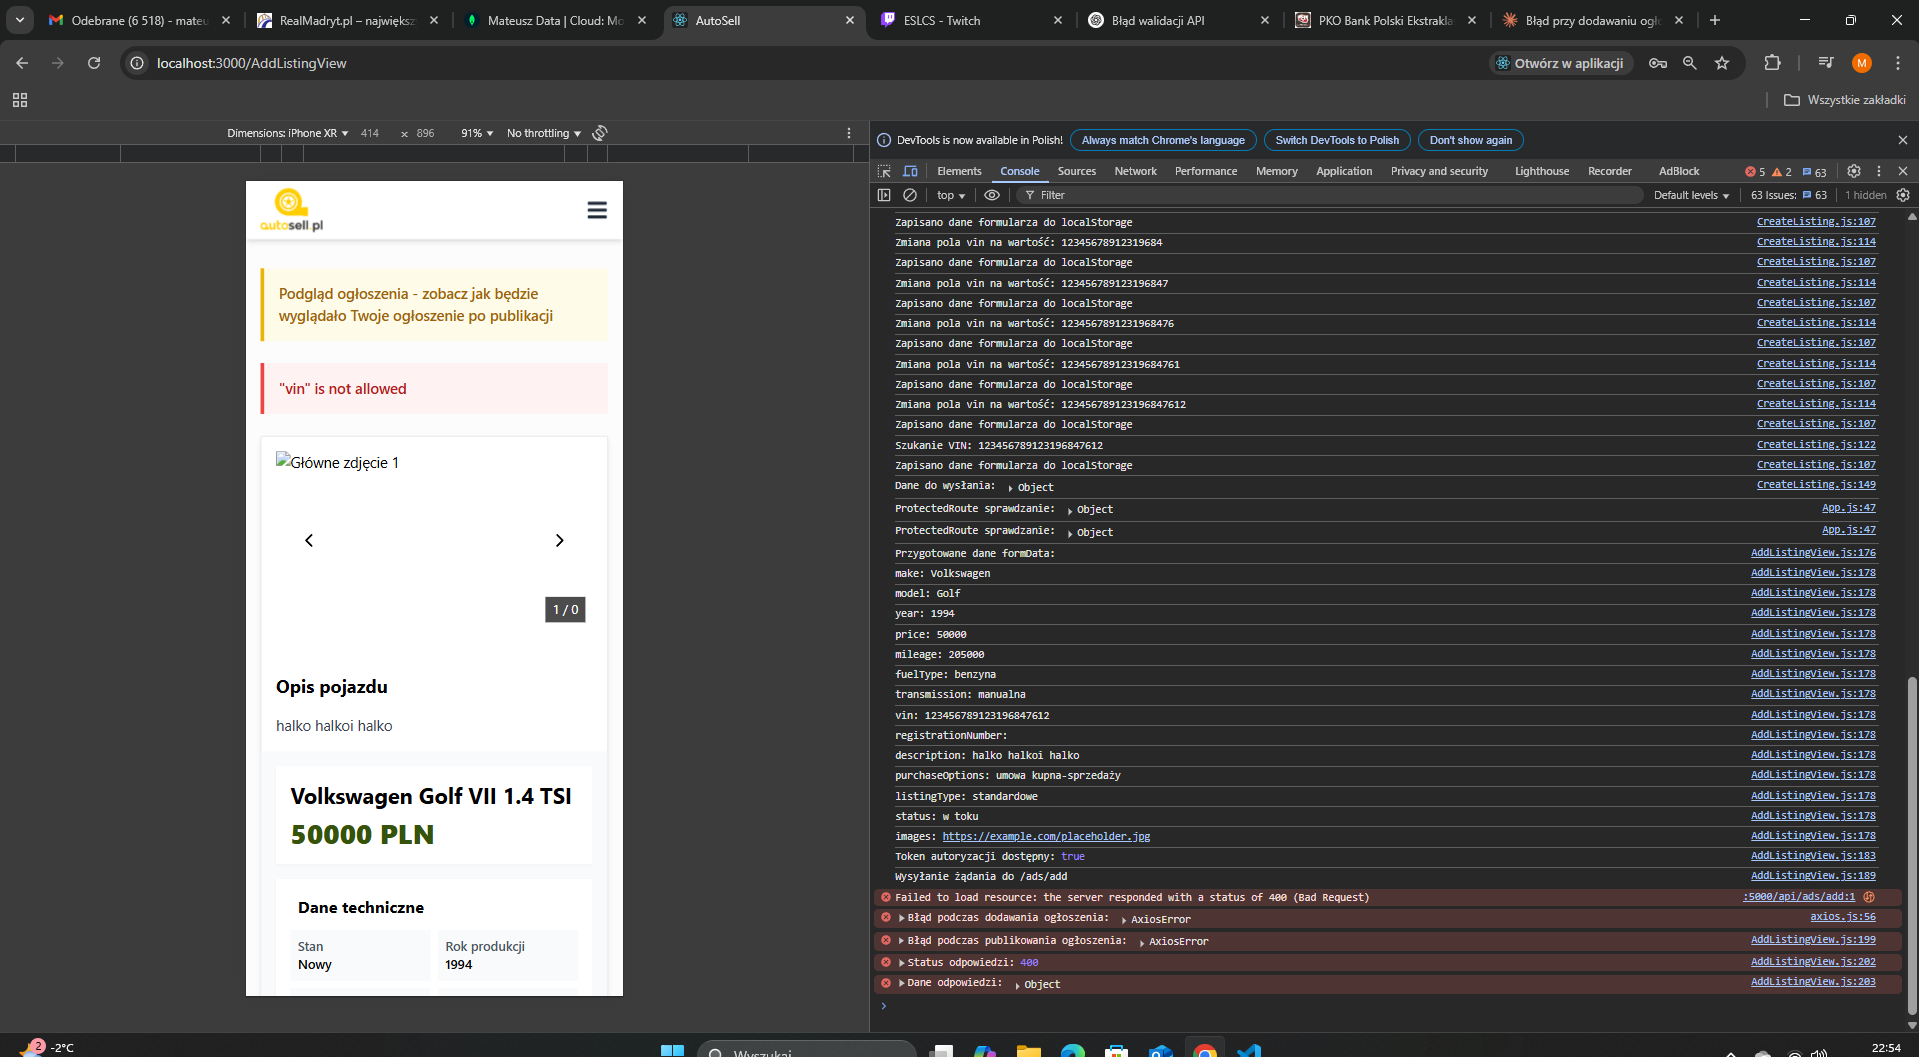 Odebrane (6 518) - mateu
RealMadryt.pl – najwięks
Mateusz Data | Cloud: Mo
AutoSell
ESLCS - Twitch
Błąd walidacji API
PKO Bank Polski Ekstrakla
Błąd przy dodawaniu ogło
localhost:3000/AddListingView
Otwórz w aplikacji
M
Wszystkie zakładki
Dimensions: iPhone XR 414 × 896 91% No throttling
DevTools is now available in Polish! Always match Chrome's language Switch DevTools to Polish Don't show again
Elements Console Sources Network Performance Memory Application Privacy and security Lighthouse Recorder AdBlock 5 2 63
top Filter Default levels 63 Issues: 63 1 hidden
autosell.pl
Podgląd ogłoszenia - zobacz jak będzie
wyglądało Twoje ogłoszenie po publikacji
"vin" is not allowed
Główne zdjęcie 1
1 / 0
Opis pojazdu
halko halkoi halko
Volkswagen Golf VII 1.4 TSI
50000 PLN
Dane techniczne
Stan
Nowy
Rok produkcji
1994
Zapisano dane formularza do localStorage CreateListing.js:107
Zmiana pola vin na wartość: 12345678912319684 CreateListing.js:114
Zapisano dane formularza do localStorage CreateListing.js:107
Zmiana pola vin na wartość: 123456789123196847 CreateListing.js:114
Zapisano dane formularza do localStorage CreateListing.js:107
Zmiana pola vin na wartość: 1234567891231968476 CreateListing.js:114
Zapisano dane formularza do localStorage CreateListing.js:107
Zmiana pola vin na wartość: 12345678912319684761 CreateListing.js:114
Zapisano dane formularza do localStorage CreateListing.js:107
Zmiana pola vin na wartość: 123456789123196847612 CreateListing.js:114
Zapisano dane formularza do localStorage CreateListing.js:107
Szukanie VIN: 123456789123196847612 CreateListing.js:122
Zapisano dane formularza do localStorage CreateListing.js:107
Dane do wysłania: Object CreateListing.js:149
ProtectedRoute sprawdzanie: Object App.js:47
ProtectedRoute sprawdzanie: Object App.js:47
Przygotowane dane formData: AddListingView.js:176
make: Volkswagen AddListingView.js:178
model: Golf AddListingView.js:178
year: 1994 AddListingView.js:178
price: 50000 AddListingView.js:178
mileage: 205000 AddListingView.js:178
fuelType: benzyna AddListingView.js:178
transmission: manualna AddListingView.js:178
vin: 123456789123196847612 AddListingView.js:178
registrationNumber: AddListingView.js:178
description: halko halkoi halko AddListingView.js:178
purchaseOptions: umowa kupna-sprzedaży AddListingView.js:178
listingType: standardowe AddListingView.js:178
status: w toku AddListingView.js:178
images: https://example.com/placeholder.jpg AddListingView.js:178
Token autoryzacji dostępny: true AddListingView.js:183
Wysyłanie żądania do /ads/add AddListingView.js:189
Failed to load resource: the server responded with a status of 400 (Bad Request) :5000/api/ads/add:1
Błąd podczas dodawania ogłoszenia: AxiosError axios.js:56
Błąd podczas publikowania ogłoszenia: AxiosError AddListingView.js:199
Status odpowiedzi: 400 AddListingView.js:202
Dane odpowiedzi: Object AddListingView.js:203
2 -2°C
Wyszukaj
22:54